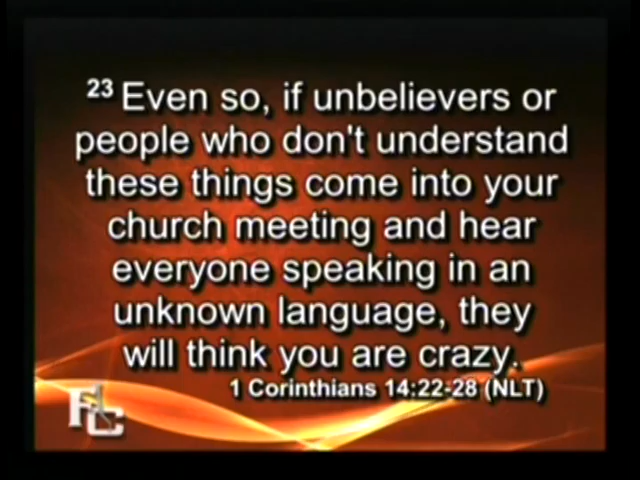 23 Even so, if unbelievers or
people who don't understand
these things come into your
church meeting and hear
everyone speaking in an
unknown language, they
will think you are crazy.
1 Corinthians 14:22-28 (NLT)
FLC